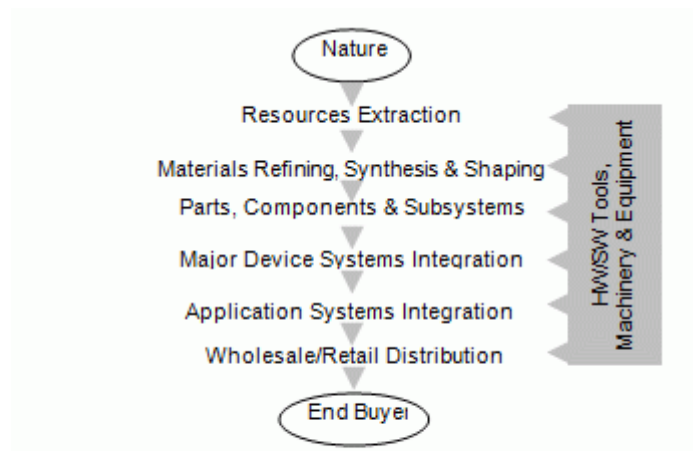 Nature
Resources Extraction
Materials Refining, Synthesis & Shaping
Parts, Components & Subsystems
Major Device Systems Integration
Application Systems Integration
Wholesale/Retail Distribution
End Buyer
HW/SW Tools,
Machinery & Equipment